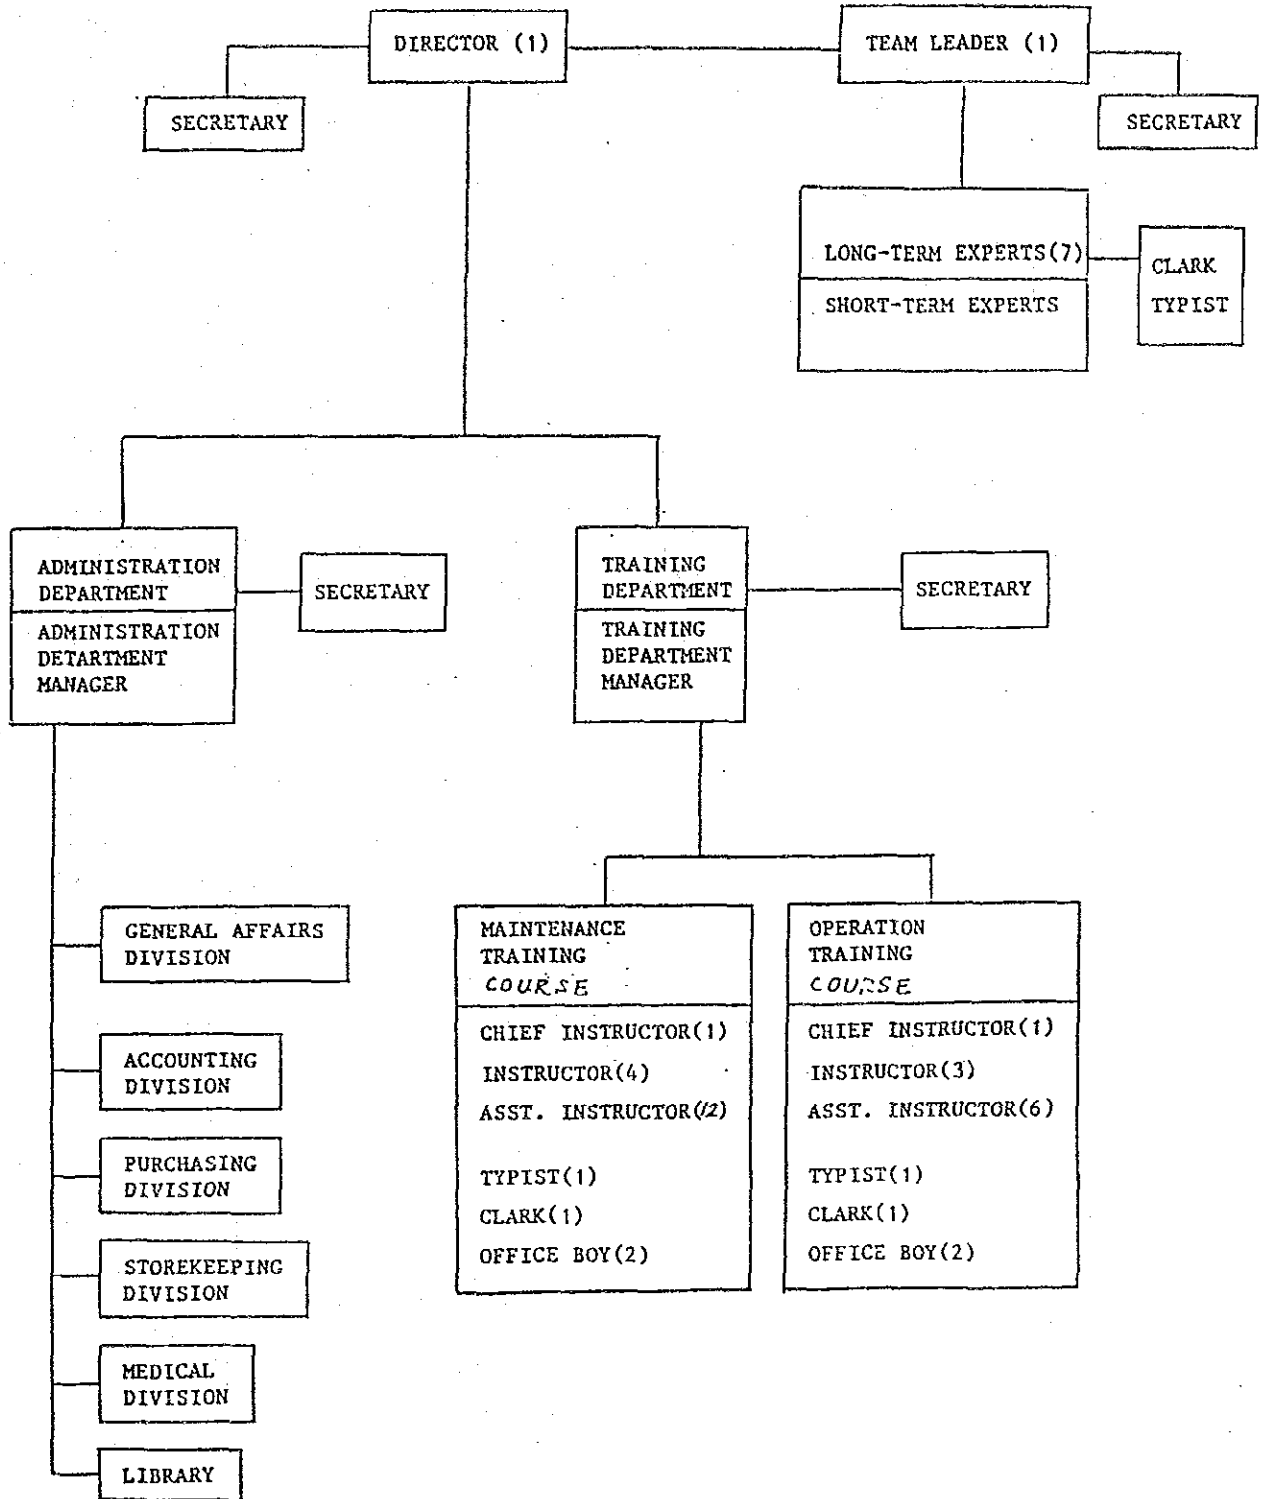 DIRECTOR (1)
TEAM LEADER (1)
SECRETARY
SECRETARY
LONG-TERM EXPERTS(7)
SHORT-TERM EXPERTS
CLARK
TYPIST
ADMINISTRATION
DEPARTMENT
ADMINISTRATION
DETARTMENT
MANAGER
SECRETARY
TRAINING
DEPARTMENT
TRAINING
DEPARTMENT
MANAGER
SECRETARY
GENERAL AFFAIRS
DIVISION
ACCOUNTING
DIVISION
PURCHASING
DIVISION
STOREKEEPING
DIVISION
MEDICAL
DIVISION
LIBRARY
MAINTENANCE
TRAINING
COURSE
CHIEF INSTRUCTOR(1)
INSTRUCTOR(4)
ASST. INSTRUCTOR(12)
TYPIST(1)
CLARK(1)
OFFICE BOY(2)
OPERATION
TRAINING
COURSE
CHIEF INSTRUCTOR(1)
INSTRUCTOR(3)
ASST. INSTRUCTOR(6)
TYPIST(1)
CLARK(1)
OFFICE BOY(2)